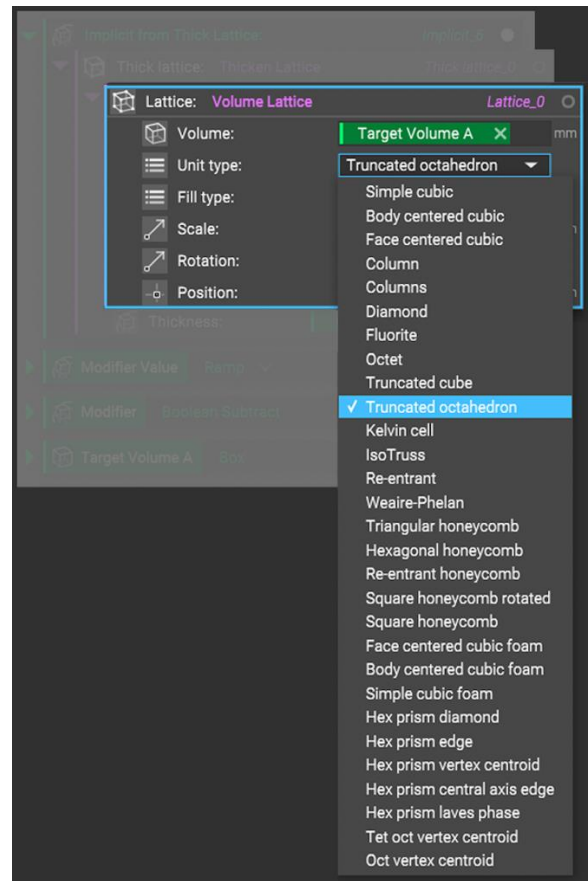 Implicit from Thick Lattice: Implicit_8
Thick lattice: Thicken Lattice Thick lattice_0
Lattice: Volume Lattice Lattice_0
Volume: Target Volume A mm
Unit type: Truncated octahedron
Fill type:
Scale:
Rotation:
Position:
Thickness:
Modifier Value Ramp
Modifier Boolean Subtract
Target Volume A Box
Simple cubic
Body centered cubic
Face centered cubic
Column
Columns
Diamond
Fluorite
Octet
Truncated cube
Truncated octahedron
Kelvin cell
IsoTruss
Re-entrant
Weaire-Phelan
Triangular honeycomb
Hexagonal honeycomb
Re-entrant honeycomb
Square honeycomb rotated
Square honeycomb
Face centered cubic foam
Body centered cubic foam
Simple cubic foam
Hex prism diamond
Hex prism edge
Hex prism vertex centroid
Hex prism central axis edge
Hex prism laves phase
Tet oct vertex centroid
Oct vertex centroid